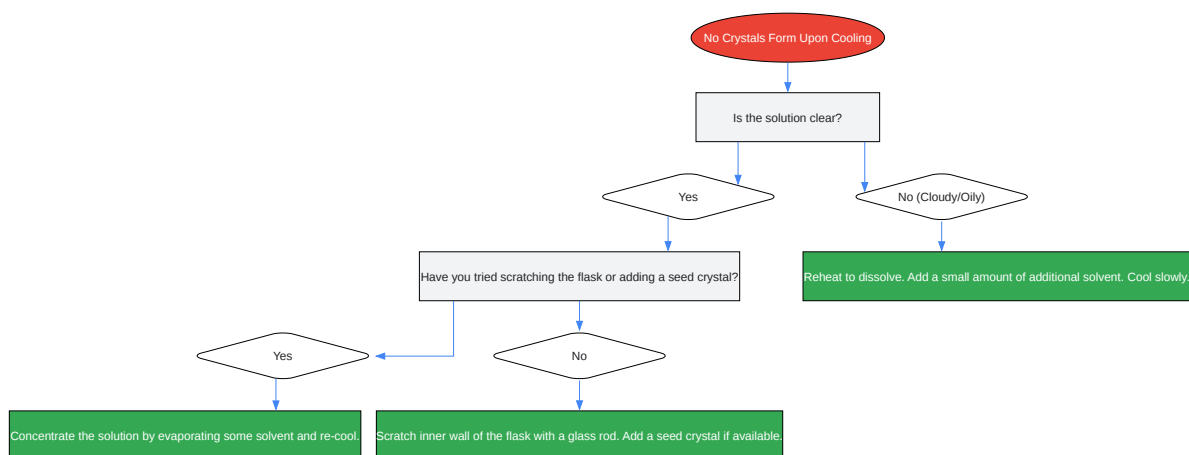 No Crystals Form Upon Cooling
Is the solution clear?
Yes
No (Cloudy/Oily)
Have you tried scratching the flask or adding a seed crystal?
Reheat to dissolve. Add a small amount of additional solvent. Cool slowly.
Yes
No
Concentrate the solution by evaporating some solvent and re-cool.
Scratch inner wall of the flask with a glass rod. Add a seed crystal if available.